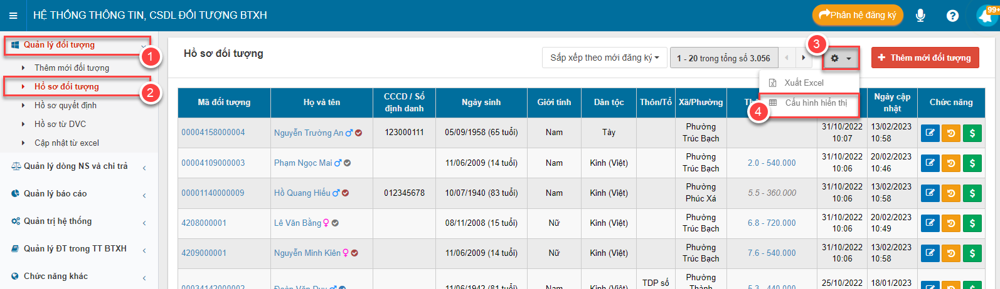 HỆ THỐNG THÔNG TIN, CSDL ĐỐI TƯỢNG BTXH
Phân hệ đăng ký
99+
Quản lý đối tượng
1
Thêm mới đối tượng
Hồ sơ đối tượng
2
Hồ sơ quyết định
Hồ sơ từ DVC
Cập nhật từ excel
Quản lý dòng NS và chi trả
Quản lý báo cáo
Quản trị hệ thống
Quản lý ĐT trong TT BTXH
Chức năng khác
Hồ sơ đối tượng
Sắp xếp theo mới đăng ký
1 - 20 trong tổng số 3.056
3
Thêm mới đối tượng
Xuất Excel
4
Cấu hình hiển thị
Mã đối tượng Họ và tên CCCD / Số định danh Ngày sinh Giới tính Dân tộc Thôn/Tổ Xã/Phường Ngày cập nhật Chức năng
00004158000004 Nguyễn Trường An 123000111 05/09/1958 (65 tuổi) Nam Tày Phường Trúc Bạch 31/10/2022 10:07 13/02/2023 10:58
00004109000003 Phạm Ngọc Mai 11/06/2009 (14 tuổi) Nam Kinh (Việt) Phường Trúc Bạch 2.0 - 540.000 31/10/2022 10:06 20/02/2023 10:46
00001140000009 Hồ Quang Hiếu 012345678 10/07/1940 (83 tuổi) Nam Kinh (Việt) Phường Phúc Xá 5.5 - 360.000 31/10/2022 10:06 13/02/2023 10:58
4208000001 Lê Văn Bằng 08/11/2008 (15 tuổi) Nữ Kinh (Việt) Phường Trúc Bạch 6.8 - 720.000 31/10/2022 10:06 20/02/2023 10:49
4209000001 Nguyễn Minh Kiên 11/06/2009 (14 tuổi) Nữ Kinh (Việt) Phường Trúc Bạch 7.6 - 540.000 31/10/2022 10:06 13/02/2023 10:58
00034142000002 Đoàn Văn Duy 11/06/1942 (81 tuổi) Nam Kinh (Việt) TDP số Phường Thành 5.3 - 440.000 25/10/2022 18/01/2023